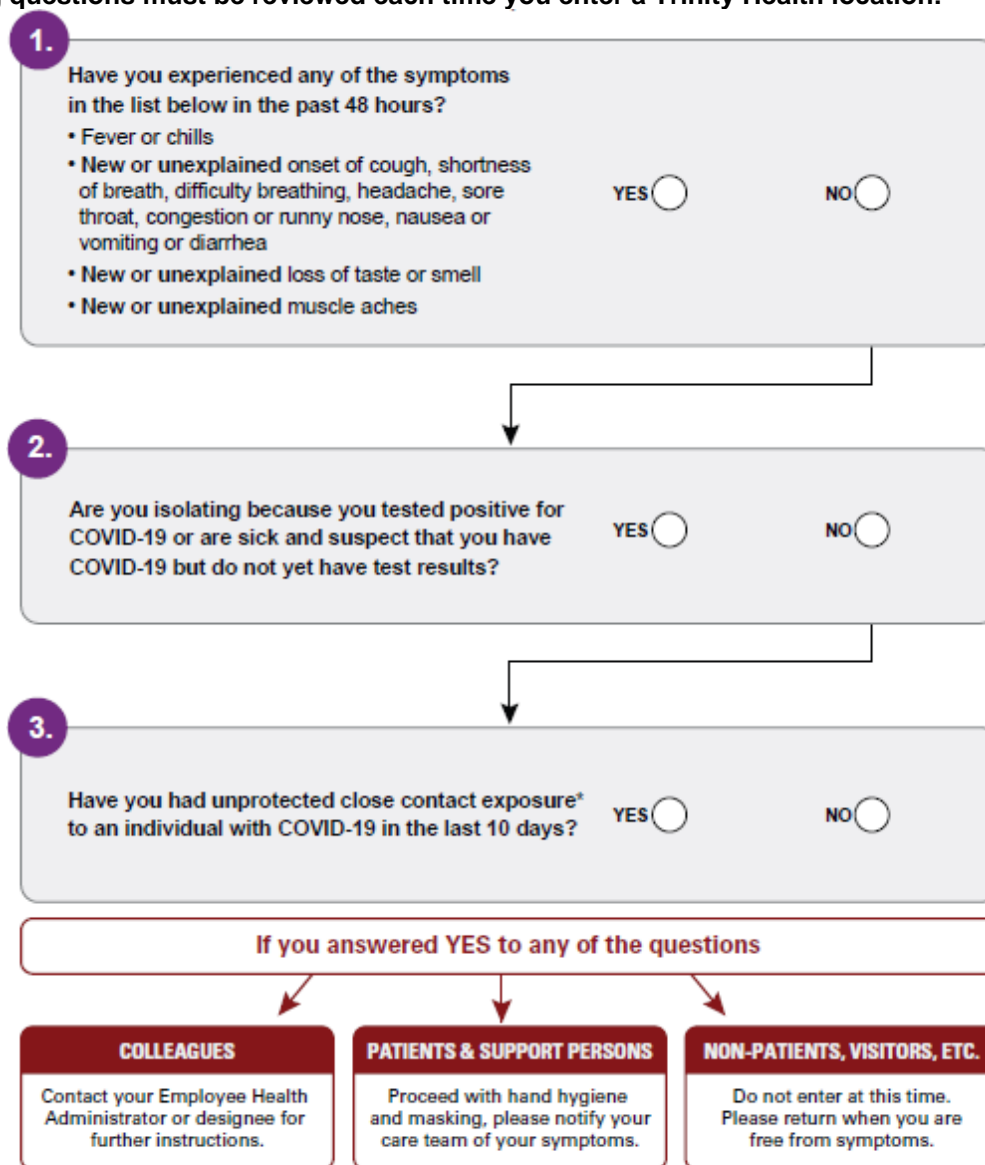 questions must be reviewed each time you enter a Trinity Health location.
1.
Have you experienced any of the symptoms
in the list below in the past 48 hours?
• Fever or chills
• New or unexplained onset of cough, shortness
of breath, difficulty breathing, headache, sore
throat, congestion or runny nose, nausea or
vomiting or diarrhea
• New or unexplained loss of taste or smell
• New or unexplained muscle aches
YES NO
2.
Are you isolating because you tested positive for
COVID-19 or are sick and suspect that you have
COVID-19 but do not yet have test results?
YES NO
3.
Have you had unprotected close contact exposure*
to an individual with COVID-19 in the last 10 days?
YES NO
If you answered YES to any of the questions
COLLEAGUES
Contact your Employee Health
Administrator or designee for
further instructions.
PATIENTS & SUPPORT PERSONS
Proceed with hand hygiene
and masking, please notify your
care team of your symptoms.
NON-PATIENTS, VISITORS, ETC.
Do not enter at this time.
Please return when you are
free from symptoms.